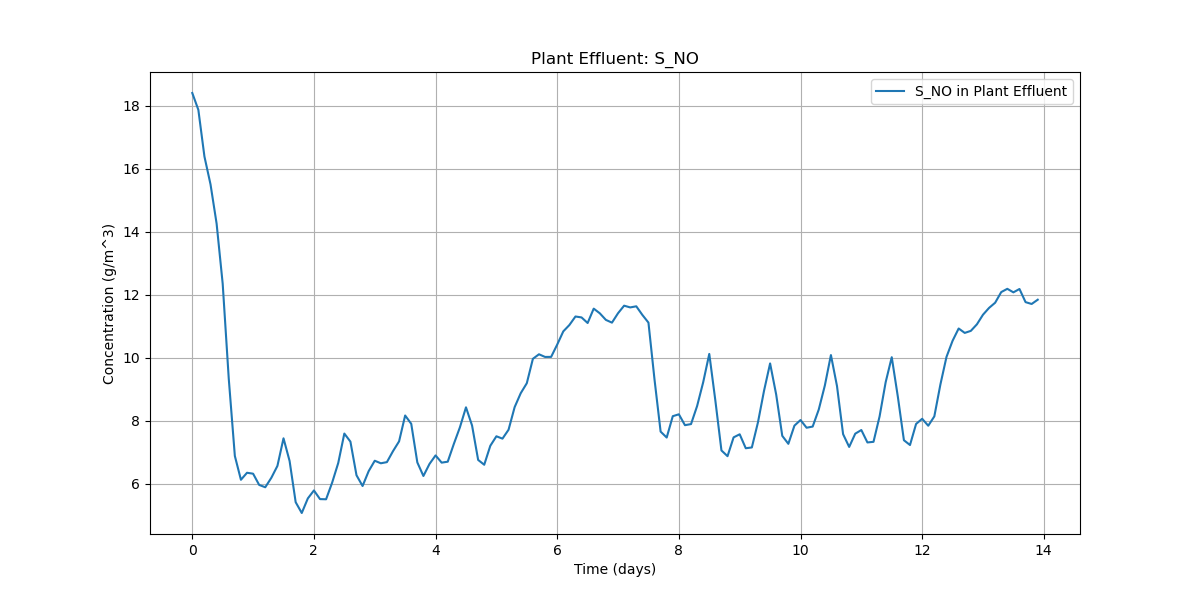 Plant Effluent: S_NO
S_NO in Plant Effluent
Concentration (g/m^3)
18
16
14
12
10
8
6
0 2 4 6 8 10 12 14
Time (days)